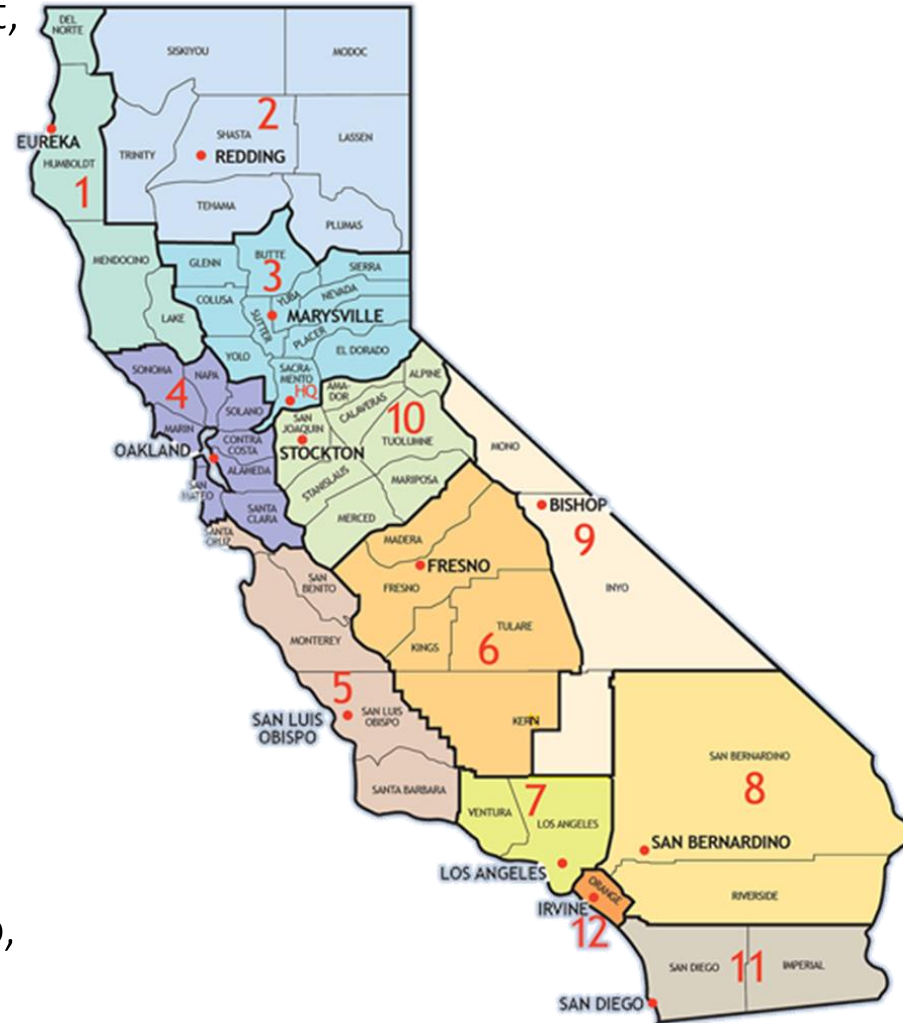 t,
DEL
NORTE
SISKIYOU
MODOC
2
SHASTA
LASSEN
EUREKA
TRINITY
REDDING
HUMBOLDT
1
TEHAMA
PLUMAS
MENDOCINO
GLENN
BUTTE
SIERRA
3
COLUSA
YUBA
NEVADA
LAKE
SUTTER
MARYSVILLE
PLACER
YOLO
EL DORADO
SONOMA
NAPA
SACRA-
MENTO
ALPINE
4
HQ
AMA-
DOR
SOLANO
CALAVERAS
10
MARIN
SAN
JOAQUIN
TUOLUMNE
CONTRA
COSTA
OAKLAND
STOCKTON
MONO
ALAMEDA
STANISLAUS
MARIPOSA
SAN
MATEO
BISHOP
SANTA
CLARA
MERCED
9
SANTA
CRUZ
MADERA
FRESNO
SAN
BENITO
FRESNO
INYO
TULARE
MONTEREY
KINGS
6
5
SAN LUIS
OBISPO
SAN LUIS
OBISPO
KERN
SAN BERNARDINO
SANTA BARBARA
7
8
VENTURA
LOS ANGELES
SAN BERNARDINO
LOS ANGELES
ORANGE
RIVERSIDE
IRVINE
12
),
SAN DIEGO
11
IMPERIAL
SAN DIEGO